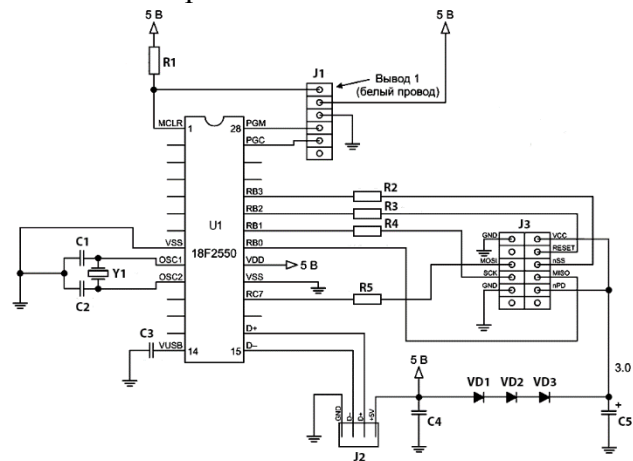 5 В
5 В
R1
J1
Вывод 1
(белый провод)
MCLR
1
28
PGM
PGC
U1
18F2550
RB3
RB2
RB1
RB0
VDD
VSS
RC7
D+
D–
15
VSS
OSC1
OSC2
VUSB
14
C1
Y1
C2
C3
5 В
R2
R3
R4
R5
J3
GND
VCC
RESET
MOSI
nSS
SCK
MISO
GND
nPD
3.0
5 В
VD1
VD2
VD3
C4
C5
+
GND
D–
D+
+5V
J2